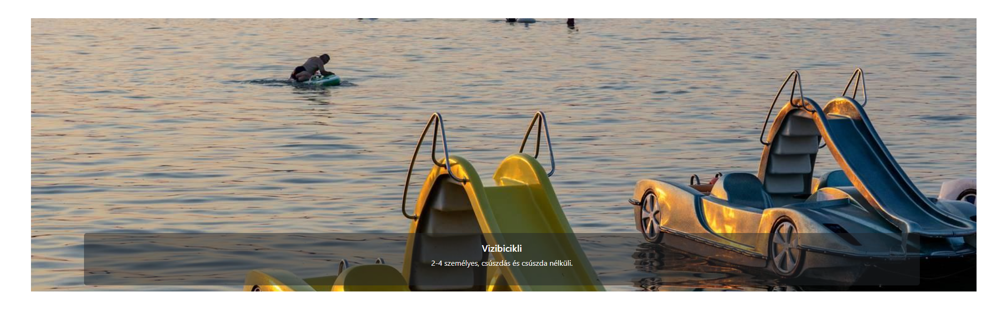 Vizibicikli
2-4 személyes, csúszdás és csúszda nélküli.